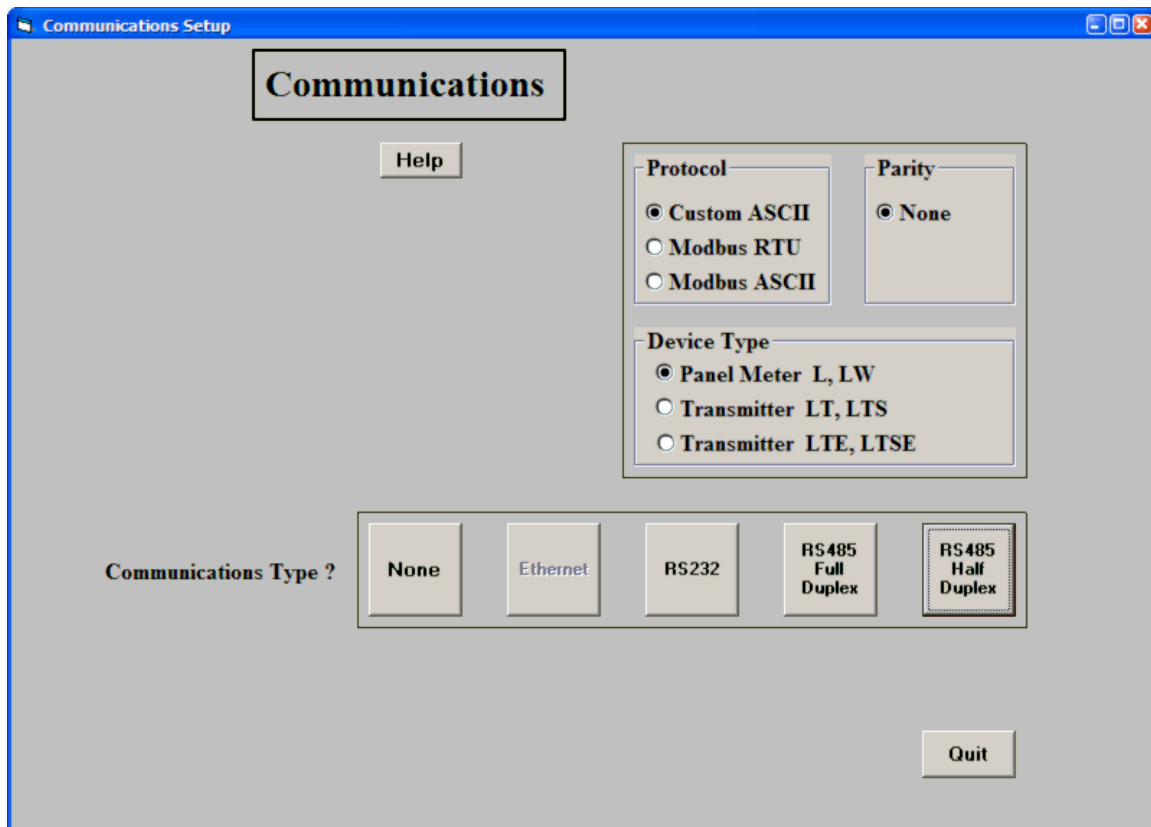 Communications Setup
Communications
Help
Protocol
Custom ASCII
Modbus RTU
Modbus ASCII
Parity
None
Device Type
Panel Meter L, LW
Transmitter LT, LTS
Transmitter LTE, LTSE
Communications Type ?
None
Ethernet
RS232
RS485
Full
Duplex
RS485
Half
Duplex
Quit